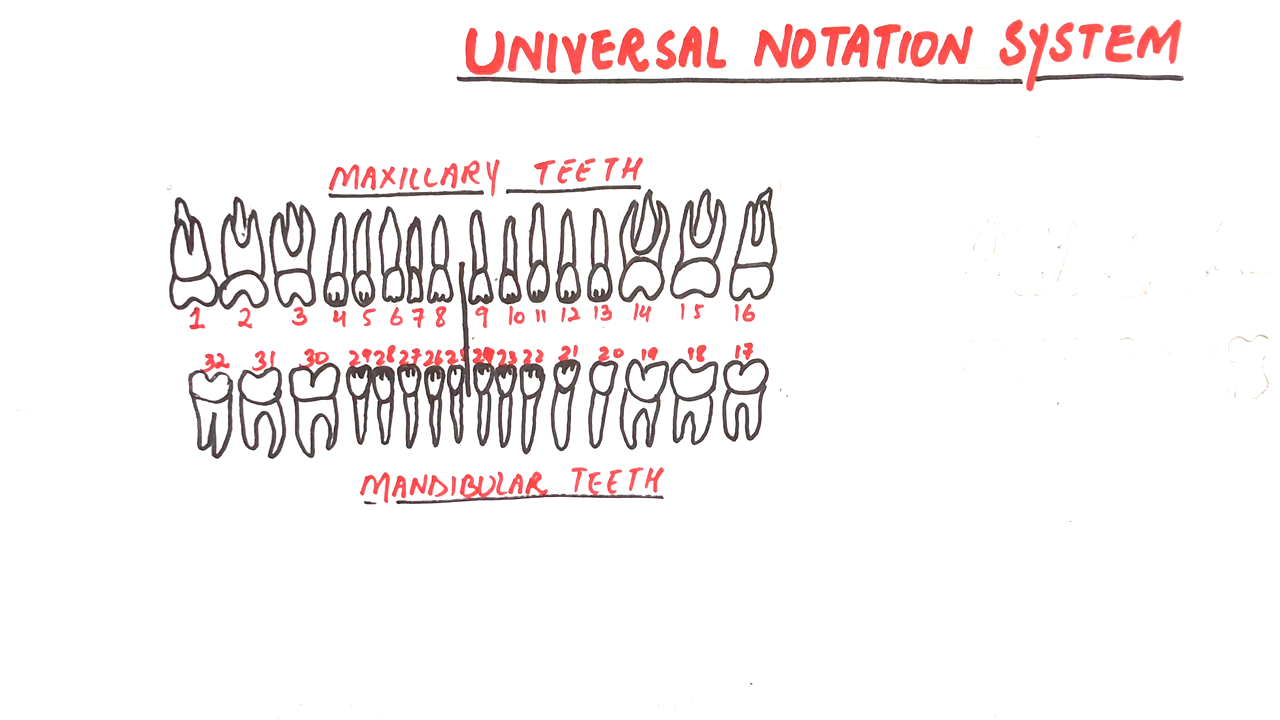 UNIVERSAL NOTATION SYSTEM
MAXILLARY TEETH
1 2 3 4 5 6 7 8 9 10 11 12 13 14 15 16
32 31 30 29 28 27 26 25 24 23 22 21 20 19 18 17
MANDIBULAR TEETH